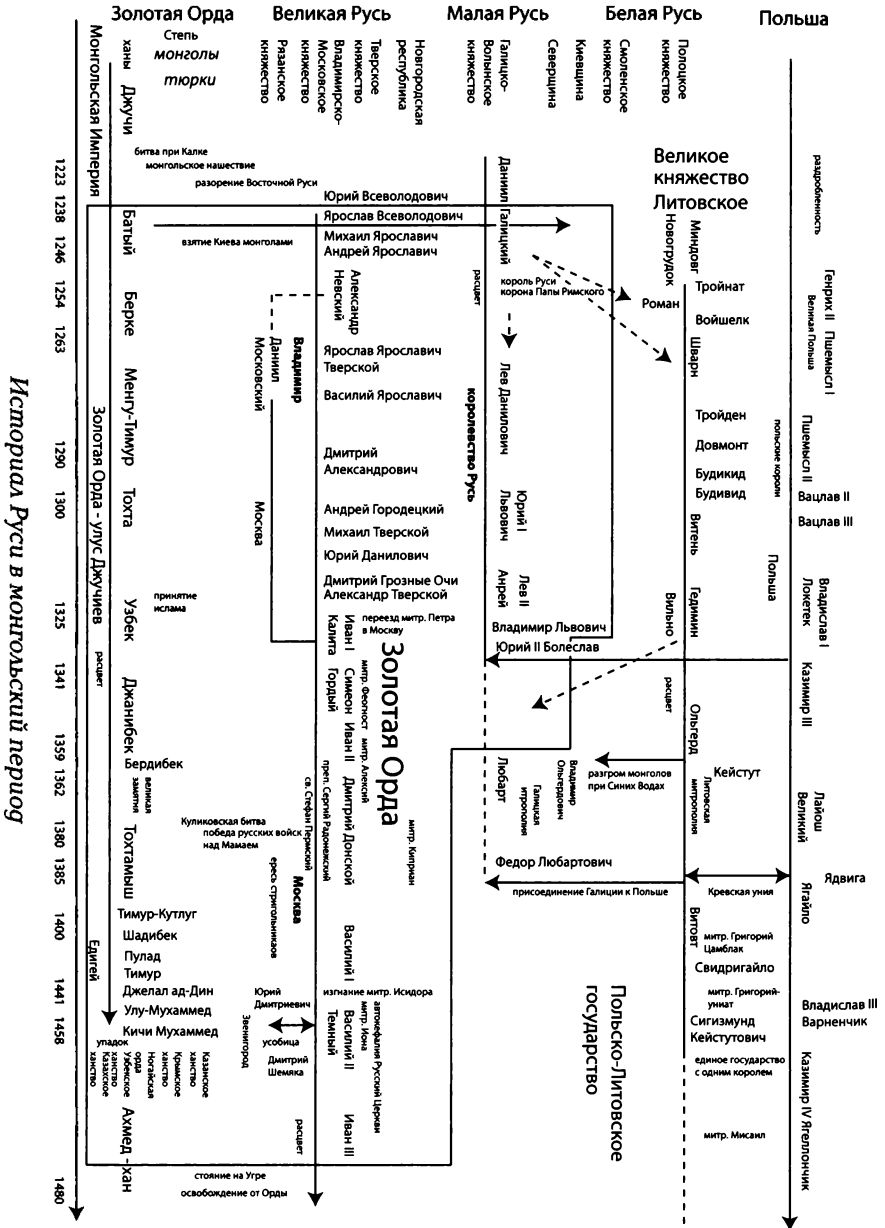 Золотая Орда
Великая Русь
Малая Русь
Белая Русь
Польша
ханы
Степь
монголы
тюрки
Рязанское
княжество
Владимирско-
Московское
княжество
Тверское
княжество
Новгородская
республика
Галицко-
Волынское
княжество
Северщина
Киевщина
Смоленское
княжество
Полоцкое
княжество
Монгольская Империя
Джучи
битва при Калке
монгольское нашествие
разорение Восточной Руси
Даниил Галицкий
Великое
княжество
Литовское
раздробленность
1223
1238
1246
1254
1263
1290
1300
1325
1341
1359
1362
1380
1385
1400
1441
1458
1480
Юрий Всеволодович
Ярослав Всеволодович
Михаил Ярославич
Андрей Ярославич
Батый
взятие Киева монголами
Миндовг
Новогрудок
Тройнат
Войшелк
Роман
Шварн
король Руси
корона Папы Римского
расцвет
Генрих II
Пшемысл I
Великая Польша
Берке
Александр
Невский
Владимир
Даниил
Московский
Ярослав Ярославич
Тверской
Василий Ярославич
Лев Данилович
королевство Русь
Менгу-Тимур
Дмитрий
Александрович
Тройден
Довмонт
Будикид
Будивид
Пшемысл II
польские короли
Вацлав II
Вацлав III
Золотая Орда - улус Джучиев
Тохта
Москва
Андрей Городецкий
Михаил Тверской
Юрий Данилович
Дмитрий Грозные Очи
Александр Тверской
Юрий I
Львович
Лев II
Анрей
Витень
Польша
Узбек
принятие
ислама
Иван I
Калита
переезд митр. Петра
в Москву
Владимир Львович
Юрий II Болеслав
Гедимин
Вильно
Владислав I
Локетек
расцвет
Золотая Орда
Джанибек
Симеон
Гордый
митр. Феогност
Иван II
митр. Алексий
расцвет
Ольгерд
Казимир III
Бердибек
великая
замятня
Любарт
Галицкая
итрополия
Владимир
Ольгердович
разгром монголов
при Синих Водах
Литовская
митрополия
Кейстут
Лайош
Великий
Куликовская битва
победа русских войск
над Мамаем
св. Стефан Пермский
преп. Сергий Радонежский
Дмитрий Донской
митр. Киприан
Тохтамыш
ересь стригольникаов
Москва
Федор Любартович
присоединение Галиции к Польше
Кревская уния
Ядвига
Ягайло
Тимур-Кутлуг
Шадибек
Пулад
Тимур
Едигей
Василий I
Витовт
митр. Григорий
Цамблак
Свидригайло
Джелал ад-Дин
Улу-Мухаммед
Кичи Мухаммед
Юрий
Дмитриевич
Звенигород
усобица
Дмитрий
Шемяка
изгнание митр. Исидора
Василий II
Темный
митр. Иона
автокефалия Русский Церкви
Польско-Литовское
государство
митр. Григорий-
униат
Сигизмунд
Кейстутович
Владислав III
Варненчик
упадок
Казахское
ханство
Узбекское
ханство
Ногайская
орда
Крымское
ханство
Казанское
ханство
единое государство
с одним королем
Казимир IV Ягеллончик
Ахмед - хан
расцвет
Иван III
митр. Мисаил
стояние на Угре
освобождение от Орды
Историал Руси в монгольский период